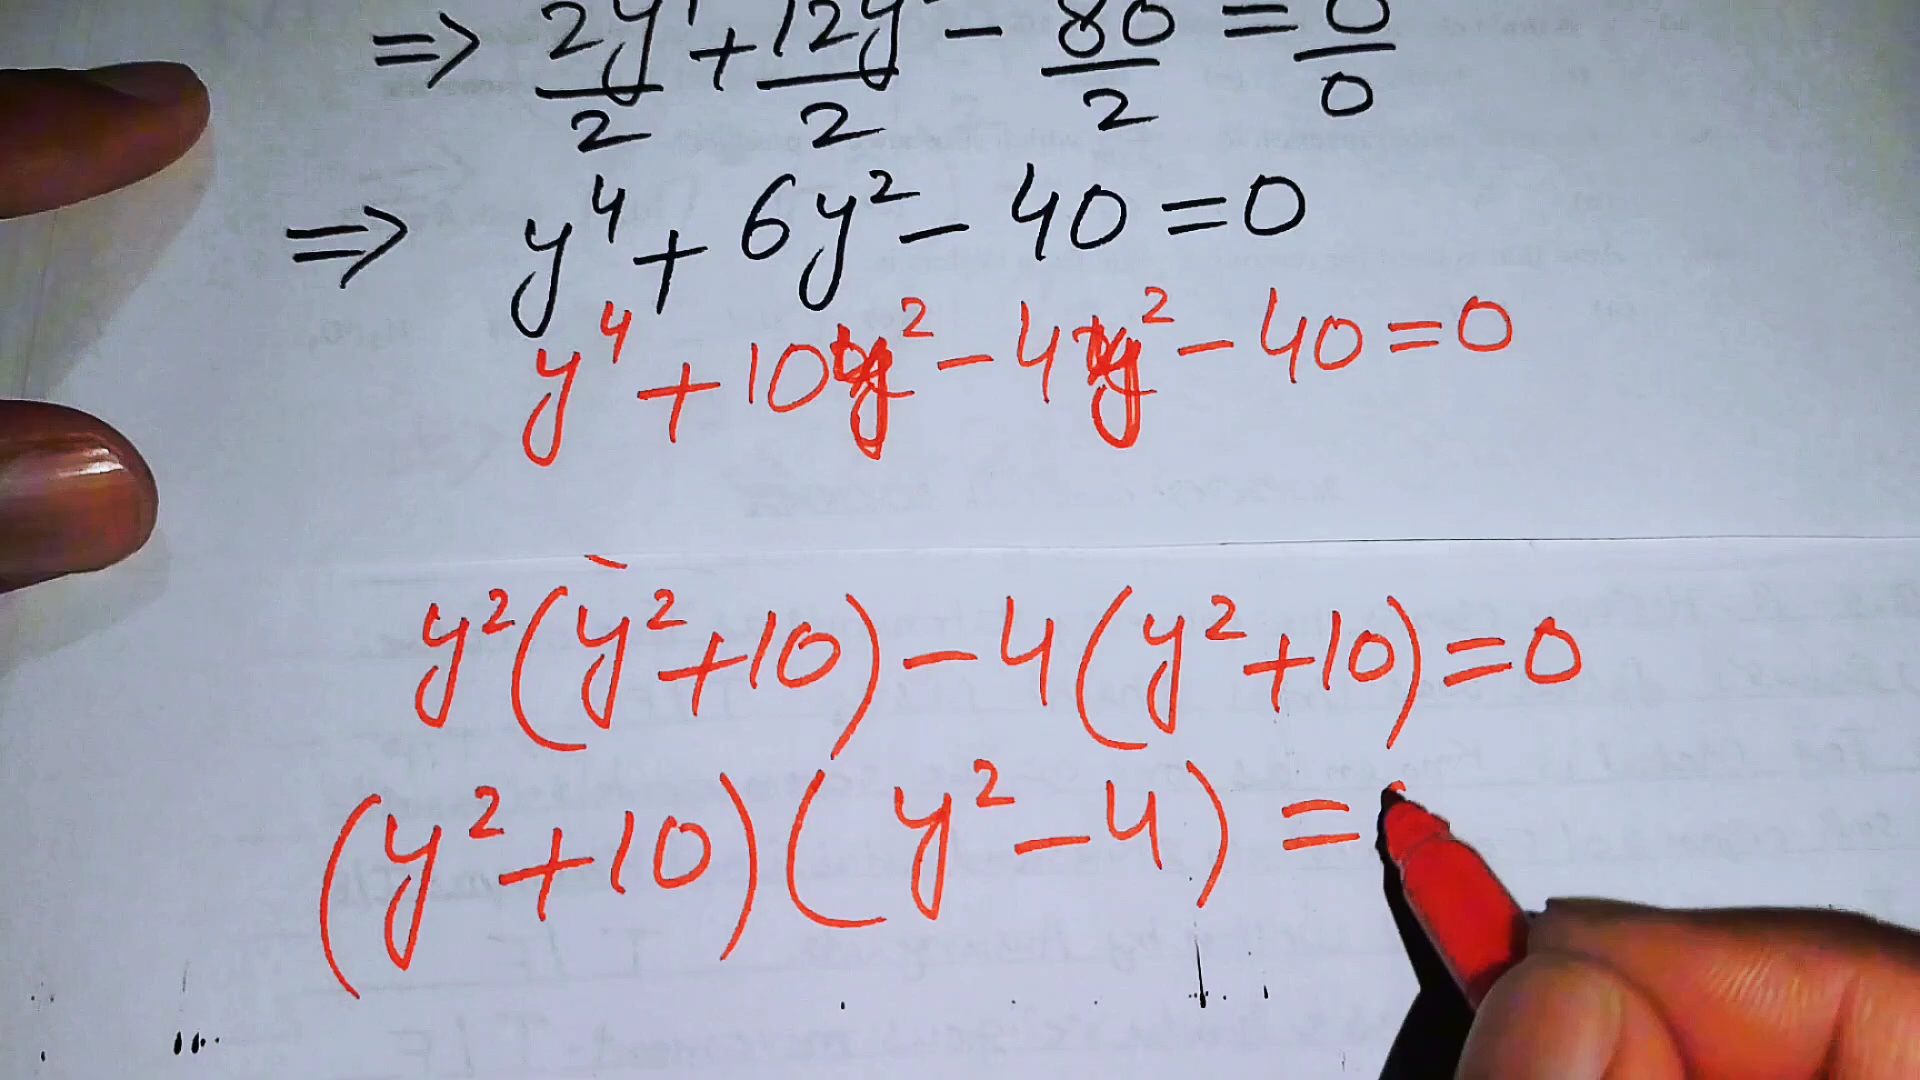 => 2y⁴/2 + 12y²/2 - 80/2 = 0/0
=> y⁴ + 6y² - 40 = 0
y⁴ + 10y² - 4y² - 40 = 0
y²(y² + 10) - 4(y² + 10) = 0
(y² + 10)(y² - 4) =